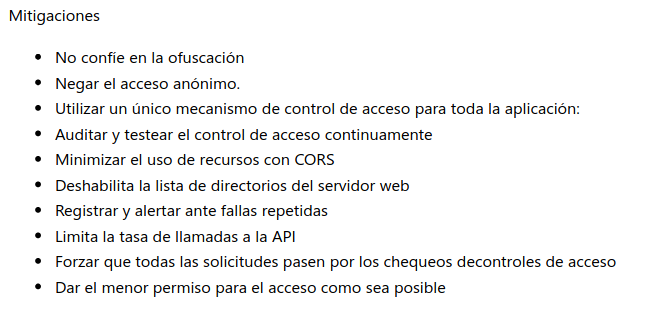 Mitigaciones
• No confíe en la ofuscación
• Negar el acceso anónimo.
• Utilizar un único mecanismo de control de acceso para toda la aplicación:
• Auditar y testear el control de acceso continuamente
• Minimizar el uso de recursos con CORS
• Deshabilita la lista de directorios del servidor web
• Registrar y alertar ante fallas repetidas
• Limita la tasa de llamadas a la API
• Forzar que todas las solicitudes pasen por los chequeos decontroles de acceso
• Dar el menor permiso para el acceso como sea posible